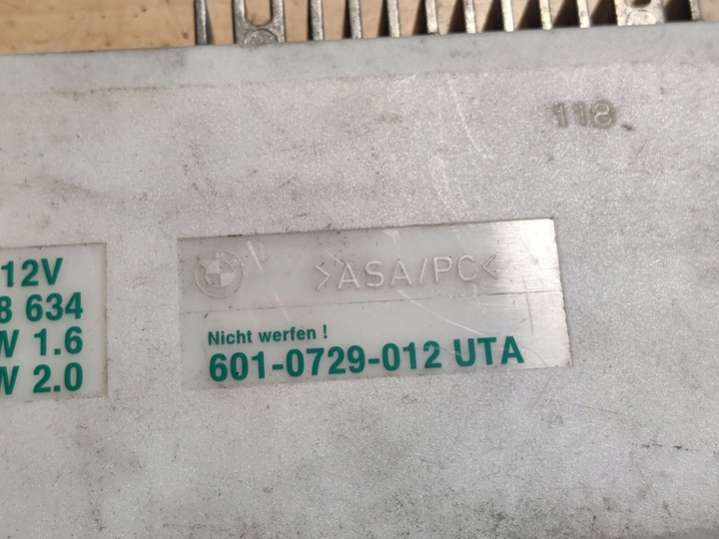 118
12V
8 634
W 1.6
W 2.0
>ASA/PC<
Nicht werfen !
601-0729-012 UTA